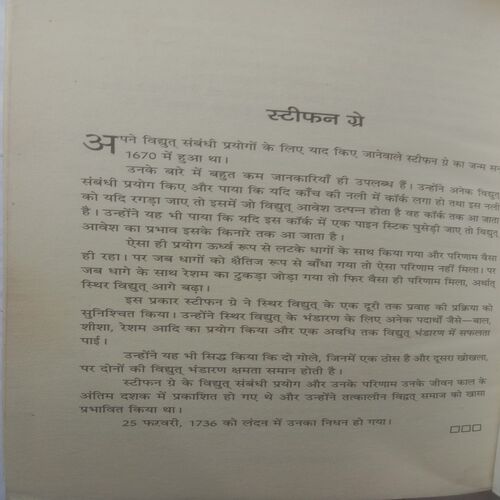 स्टीफन ग्रे
अपने विद्युत् संबंधी प्रयोगों के लिए याद किए जानेवाले स्टीफन ग्रे का जन्म सन्
1670 में हुआ था।
उनके बारे में बहुत कम जानकारियाँ ही उपलब्ध हैं। उन्होंने अनेक विद्युत्
संबंधी प्रयोग किए और पाया कि यदि काँच की नली में कॉर्क लगा हो तथा इस नली
को यदि रगड़ा जाए तो इसमें जो विद्युत् आवेश उत्पन्न होता है वह कॉर्क तक आ जाता
है। उन्होंने यह भी पाया कि यदि इस कॉर्क में एक पाइन स्टिक घुसेड़ी जाए तो विद्युत्
आवेश का प्रभाव इसके किनारे तक आ जाता है।
ऐसा ही प्रयोग ऊर्ध्व रूप से लटके धागों के साथ किया गया और परिणाम वैसा
ही रहा। पर जब धागों को क्षैतिज रूप से बाँधा गया तो ऐसा परिणाम नहीं मिला। पर
जब धागे के साथ रेशम का टुकड़ा जोड़ा गया तो फिर वैसा ही परिणाम मिला, अर्थात्
स्थिर विद्युत् आगे बढ़ा।
इस प्रकार स्टीफन ग्रे ने स्थिर विद्युत् के एक दूरी तक प्रवाह की प्रक्रिया को
सुनिश्चित किया। उन्होंने स्थिर विद्युत् के भंडारण के लिए अनेक पदार्थों जैसे—बाल,
शीशा, रेशम आदि का प्रयोग किया और एक अवधि तक विद्युत् भंडारण में सफलता
पाई।
उन्होंने यह भी सिद्ध किया कि दो गोले, जिनमें एक ठोस है और दूसरा खोखला,
पर दोनों की विद्युत् भंडारण क्षमता समान होती है।
स्टीफन ग्रे के विद्युत् संबंधी प्रयोग और उनके परिणाम उनके जीवन काल के
अंतिम दशक में प्रकाशित हो गए थे और उन्होंने तत्कालीन विद्वत् समाज को खासा
प्रभावित किया था।
25 फरवरी, 1736 को लंदन में उनका निधन हो गया।